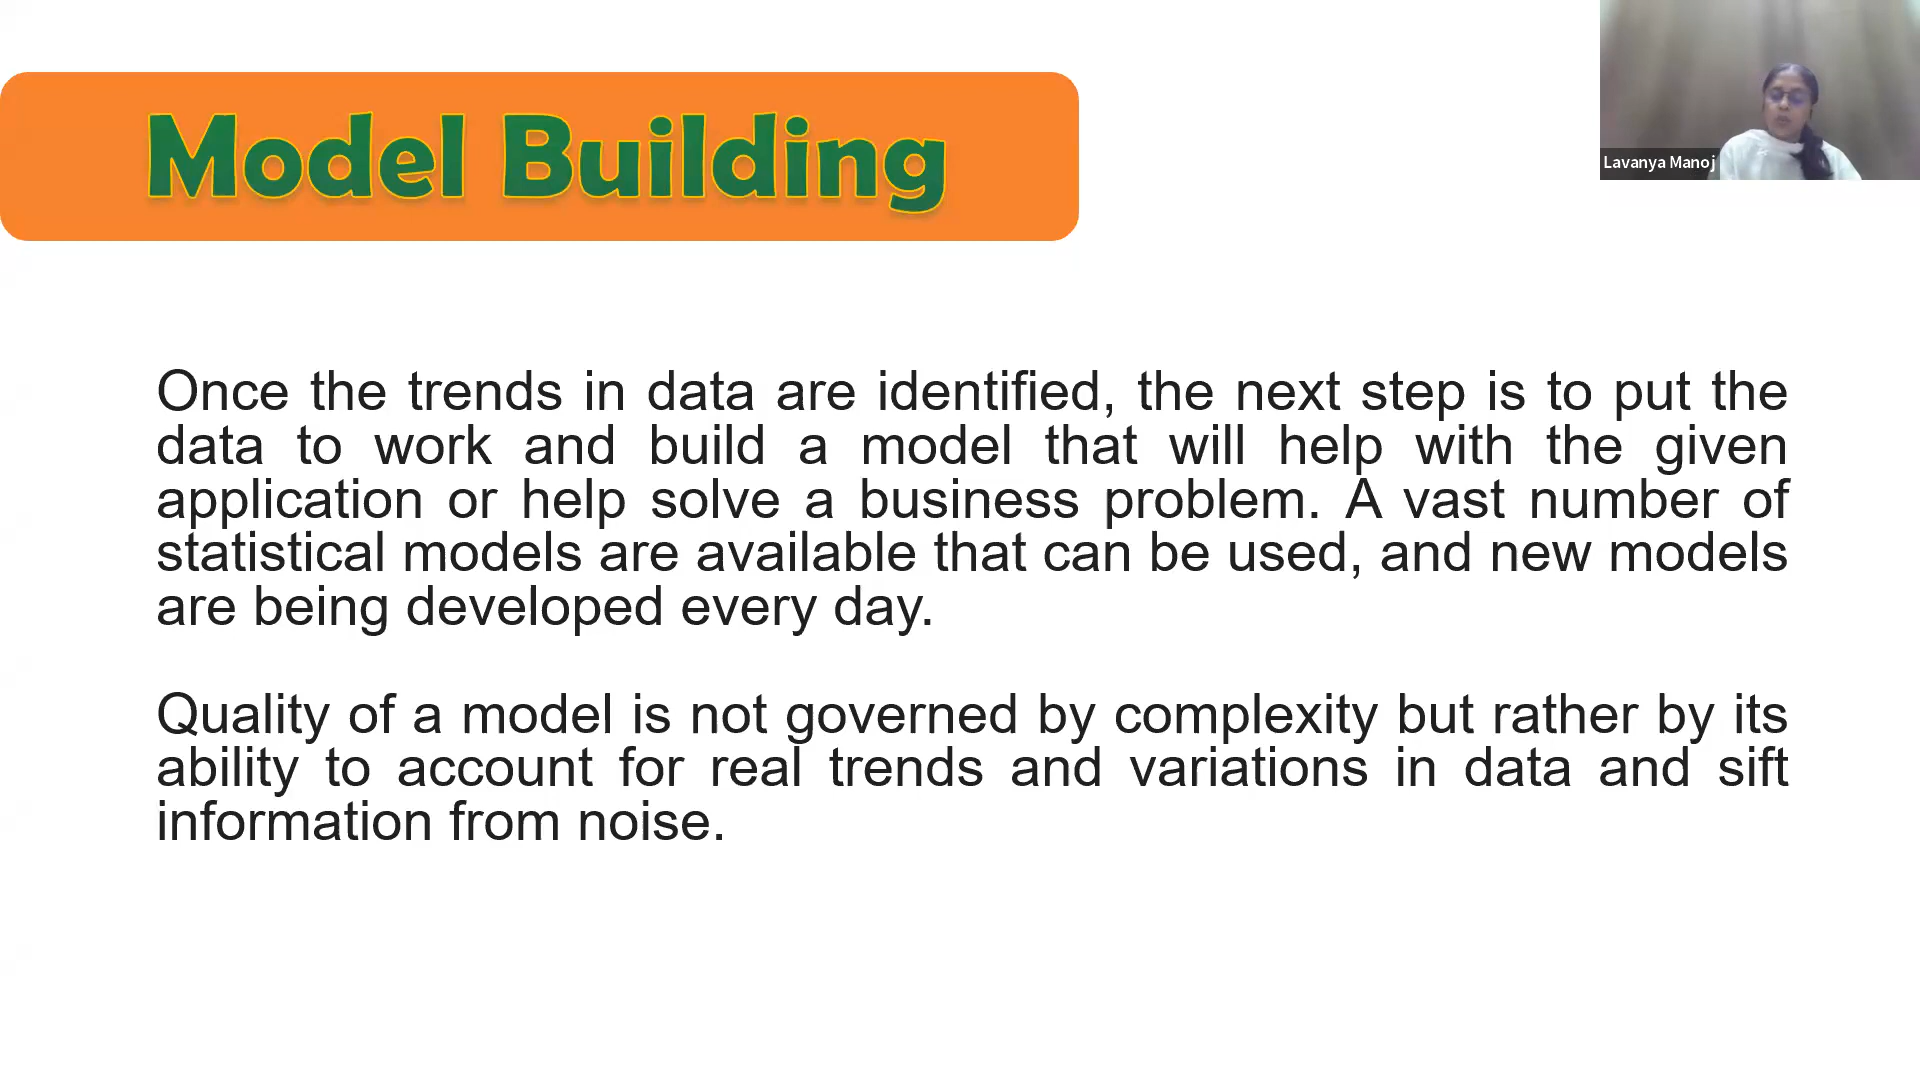 Model Building
Lavanya Manoj
Once the trends in data are identified, the next step is to put the
data to work and build a model that will help with the given
application or help solve a business problem. A vast number of
statistical models are available that can be used, and new models
are being developed every day.
Quality of a model is not governed by complexity but rather by its
ability to account for real trends and variations in data and sift
information from noise.